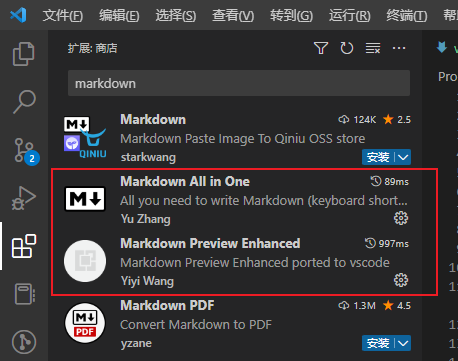 文件(F) 编辑(E) 选择(S) 查看(V) 转到(G) 运行(R) 终端(T) 帮
扩展: 商店
markdown
Pro
Markdown 124K 2.5
Markdown Paste Image To Qiniu OSS store
starkwang 安装
QINIU
Markdown All in One 89ms
All you need to write Markdown (keyboard short...
Yu Zhang
Markdown Preview Enhanced 997ms
Markdown Preview Enhanced ported to vscode
Yiyi Wang
Markdown PDF 1.3M 4.5
Convert Markdown to PDF
yzane 安装
PDF
2